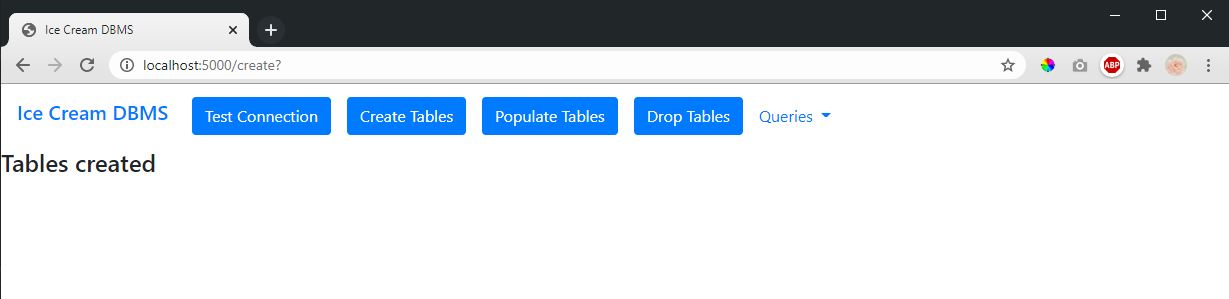 Ice Cream DBMS
localhost:5000/create?
ABP
Ice Cream DBMS Test Connection Create Tables Populate Tables Drop Tables Queries
Tables created